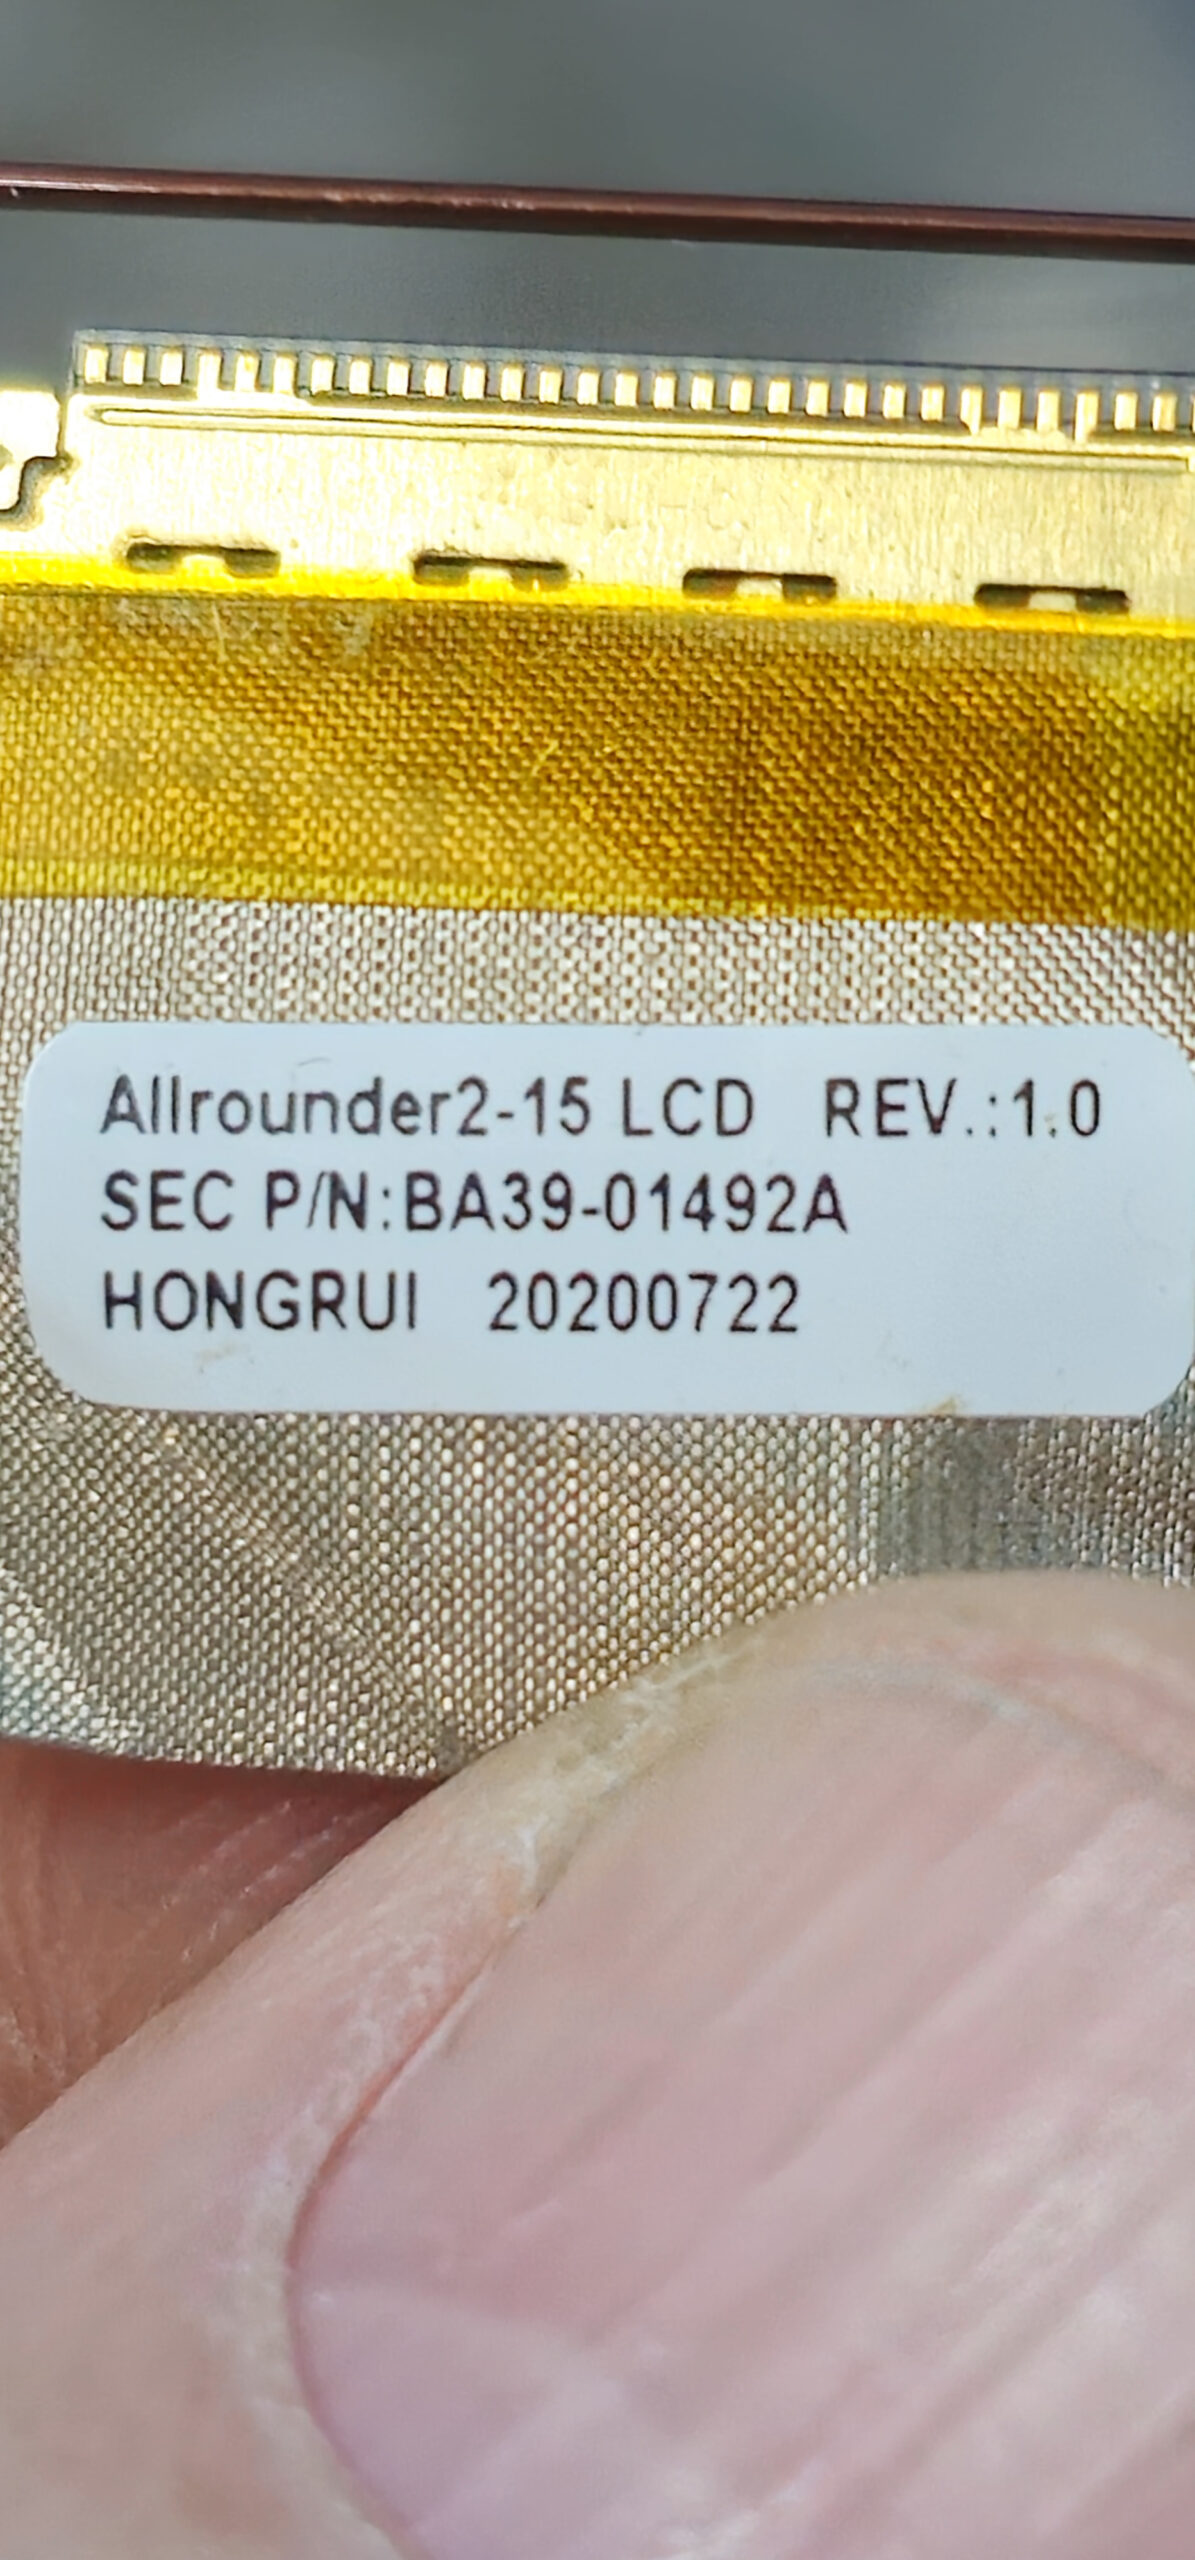 Allrounder2-15 LCD REV.:1.0
SEC P/N:BA39-01492A
HONGRUI 20200722